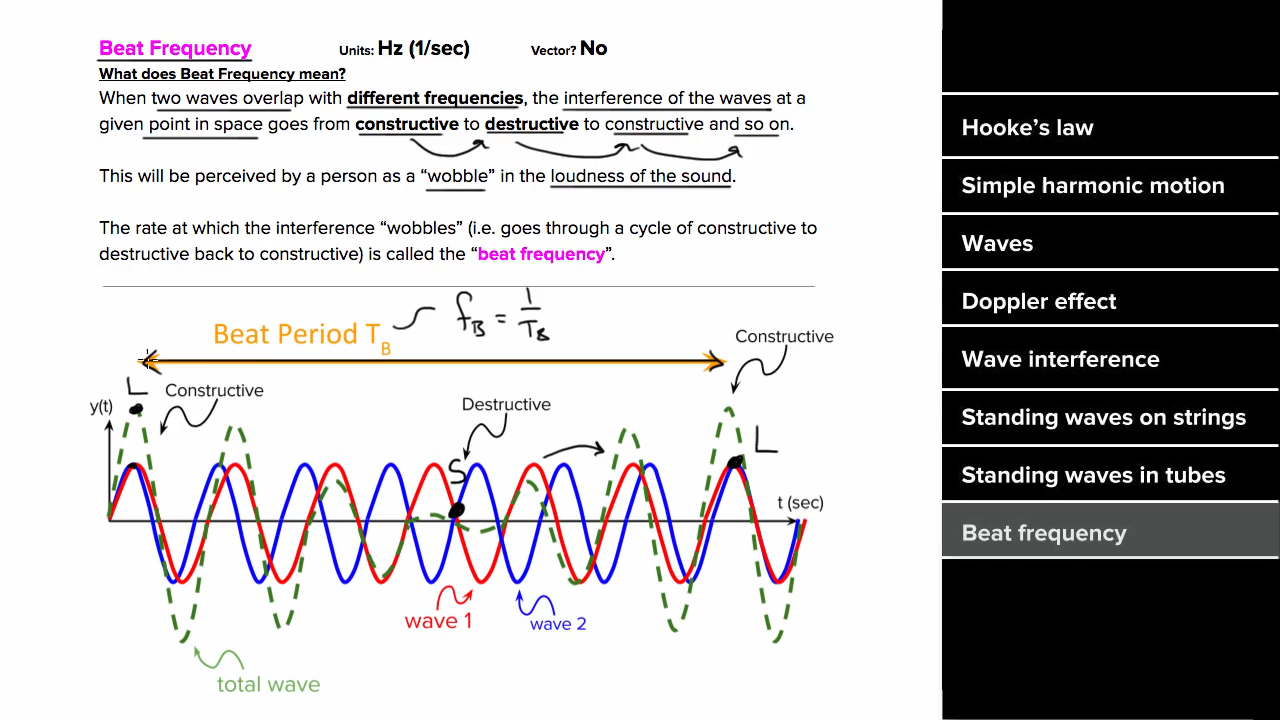 Beat Frequency Units: Hz (1/sec) Vector? No
What does Beat Frequency mean?
When two waves overlap with different frequencies, the interference of the waves at a
given point in space goes from constructive to destructive to constructive and so on.
This will be perceived by a person as a “wobble” in the loudness of the sound.
The rate at which the interference “wobbles” (i.e. goes through a cycle of constructive to
destructive back to constructive) is called the “beat frequency”.
Beat Period T_B
f_B = 1/T_B
Constructive
L
Constructive
y(t)
Destructive
S
L
t (sec)
wave 1
wave 2
total wave
Hooke’s law
Simple harmonic motion
Waves
Doppler effect
Wave interference
Standing waves on strings
Standing waves in tubes
Beat frequency